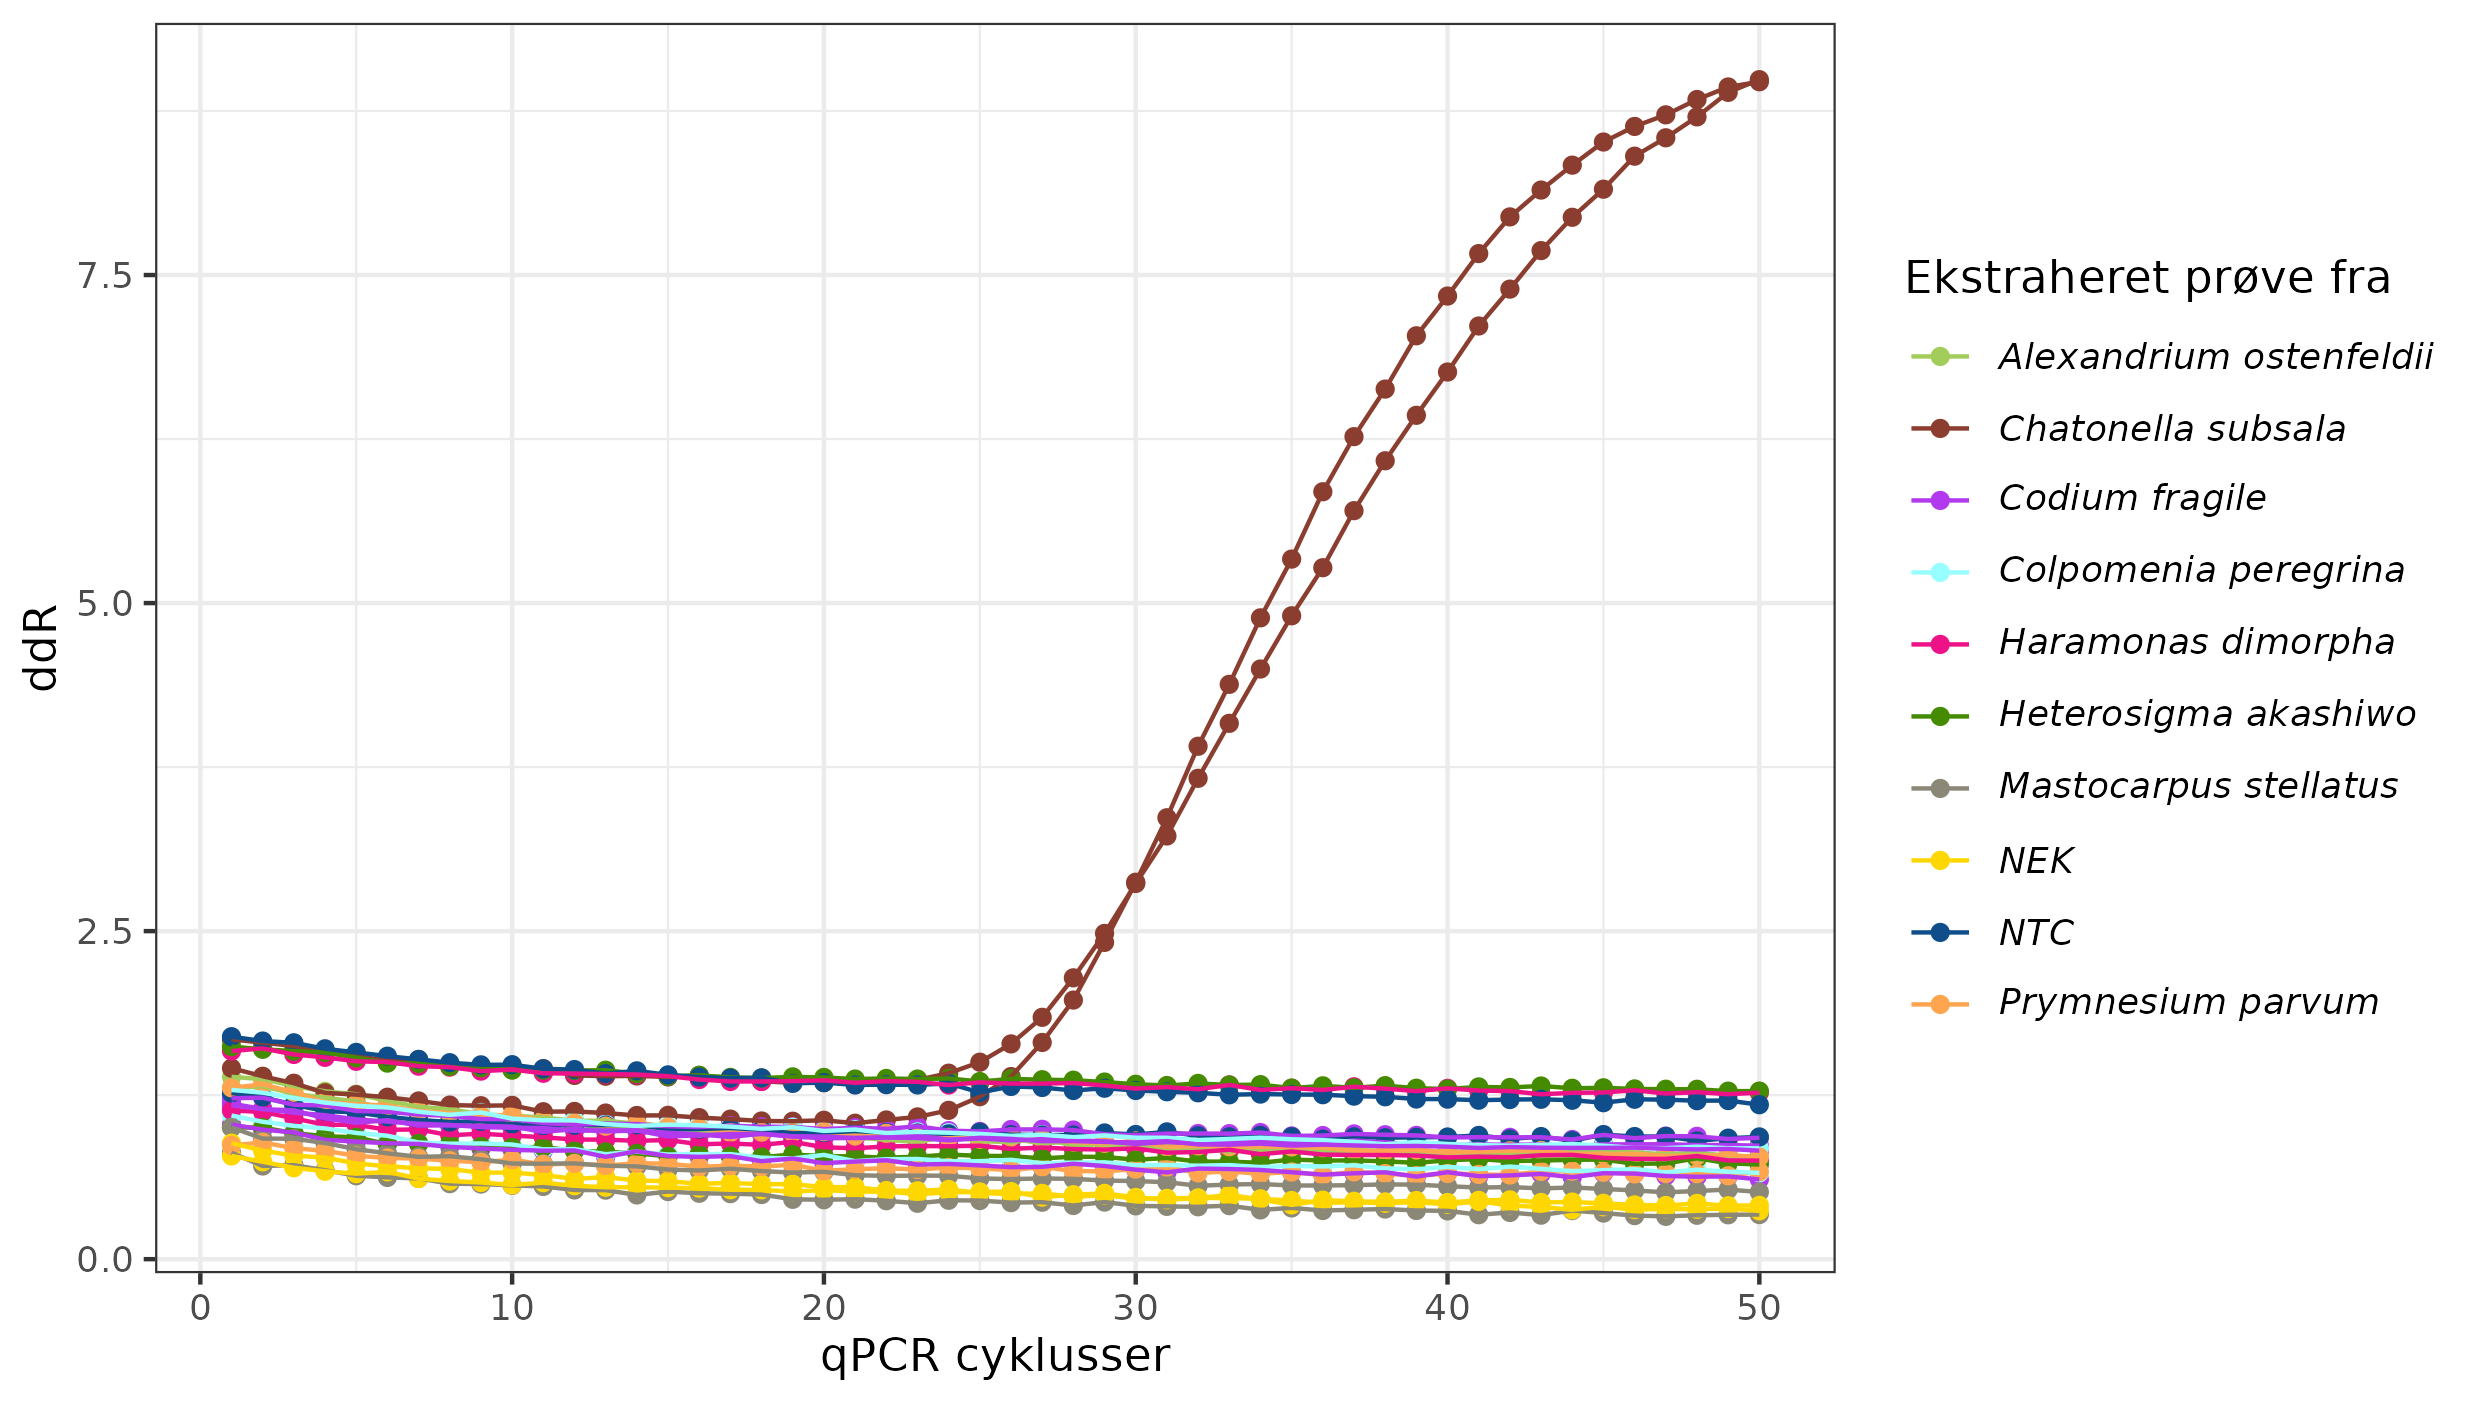 ddR
7.5
5.0
2.5
0.0
0 10 20 30 40 50
qPCR cyklusser
Ekstraheret prøve fra
Alexandrium ostenfeldii
Chatonella subsala
Codium fragile
Colpomenia peregrina
Haramonas dimorpha
Heterosigma akashiwo
Mastocarpus stellatus
NEK
NTC
Prymnesium parvum